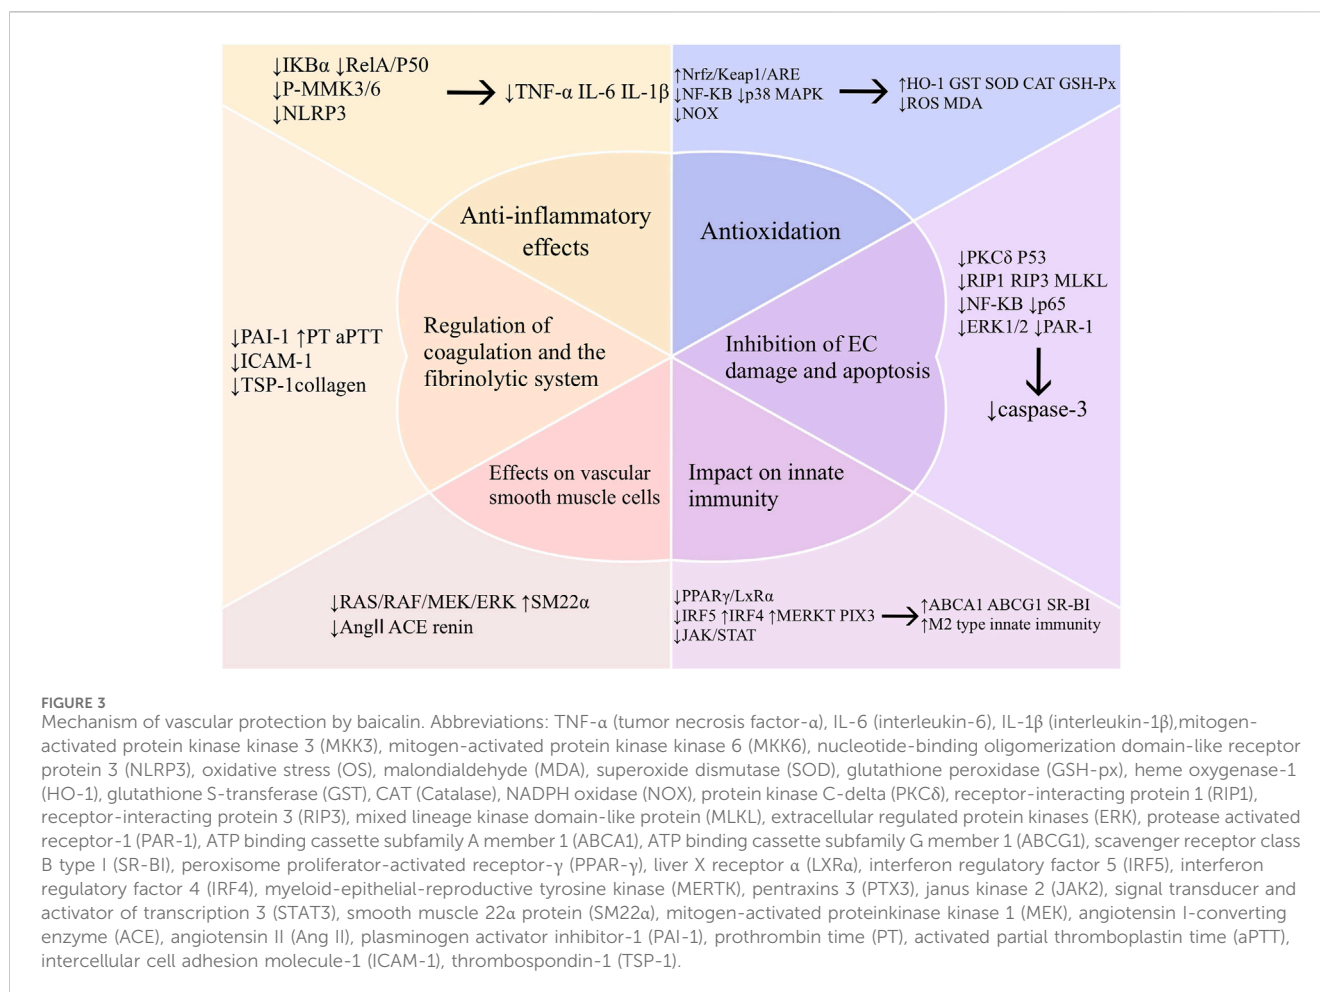 ↓IKBα ↓RelA/P50
↓P-MMK3/6
↓NLRP3
↓TNF-α IL-6 IL-1β
↑Nrfz/Keap1/ARE
↓NF-KB ↓p38 MAPK
↓NOX
↑HO-1 GST SOD CAT GSH-Px
↓ROS MDA
Anti-inflammatory
effects
Antioxidation
↓PKCδ P53
↓RIP1 RIP3 MLKL
↓NF-KB ↓p65
↓ERK1/2 ↓PAR-1
↓caspase-3
↓PAI-1 ↑PT aPTT
↓ICAM-1
↓TSP-1collagen
Regulation of
coagulation and the
fibrinolytic system
Inhibition of EC
damage and apoptosis
Effects on vascular
smooth muscle cells
Impact on innate
immunity
↓RAS/RAF/MEK/ERK ↑SM22α
↓AngII ACE renin
↓PPARγ/LxRα
↓IRF5 ↑IRF4 ↑MERKT PIX3
↓JAK/STAT
↑ABCA1 ABCG1 SR-BI
↑M2 type innate immunity
FIGURE 3
Mechanism of vascular protection by baicalin. Abbreviations: TNF-α (tumor necrosis factor-α), IL-6 (interleukin-6), IL-1β (interleukin-1β),mitogen-
activated protein kinase kinase 3 (MKK3), mitogen-activated protein kinase kinase 6 (MKK6), nucleotide-binding oligomerization domain-like receptor
protein 3 (NLRP3), oxidative stress (OS), malondialdehyde (MDA), superoxide dismutase (SOD), glutathione peroxidase (GSH-px), heme oxygenase-1
(HO-1), glutathione S-transferase (GST), CAT (Catalase), NADPH oxidase (NOX), protein kinase C-delta (PKCδ), receptor-interacting protein 1 (RIP1),
receptor-interacting protein 3 (RIP3), mixed lineage kinase domain-like protein (MLKL), extracellular regulated protein kinases (ERK), protease activated
receptor-1 (PAR-1), ATP binding cassette subfamily A member 1 (ABCA1), ATP binding cassette subfamily G member 1 (ABCG1), scavenger receptor class
B type I (SR-BI), peroxisome proliferator-activated receptor-γ (PPAR-γ), liver X receptor α (LXRα), interferon regulatory factor 5 (IRF5), interferon
regulatory factor 4 (IRF4), myeloid-epithelial-reproductive tyrosine kinase (MERTK), pentraxins 3 (PTX3), janus kinase 2 (JAK2), signal transducer and
activator of transcription 3 (STAT3), smooth muscle 22α protein (SM22α), mitogen-activated proteinkinase kinase 1 (MEK), angiotensin I-converting
enzyme (ACE), angiotensin II (Ang II), plasminogen activator inhibitor-1 (PAI-1), prothrombin time (PT), activated partial thromboplastin time (aPTT),
intercellular cell adhesion molecule-1 (ICAM-1), thrombospondin-1 (TSP-1).